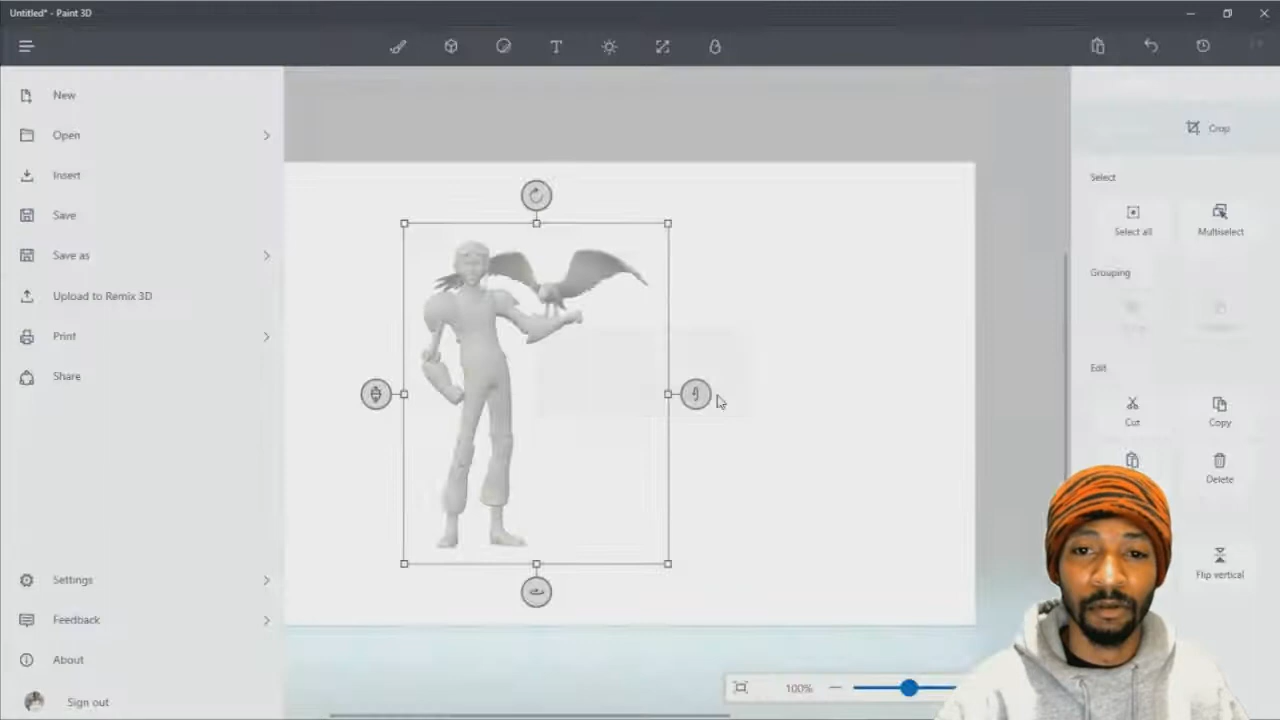 Untitled* - Paint 3D
New
Open
Insert
Save
Save as
Upload to Remix 3D
Print
Share
Settings
Feedback
About
Sign out
Crop
Select
Select all
Multiselect
Grouping
Edit
Cut
Copy
Delete
Flip vertical
100%